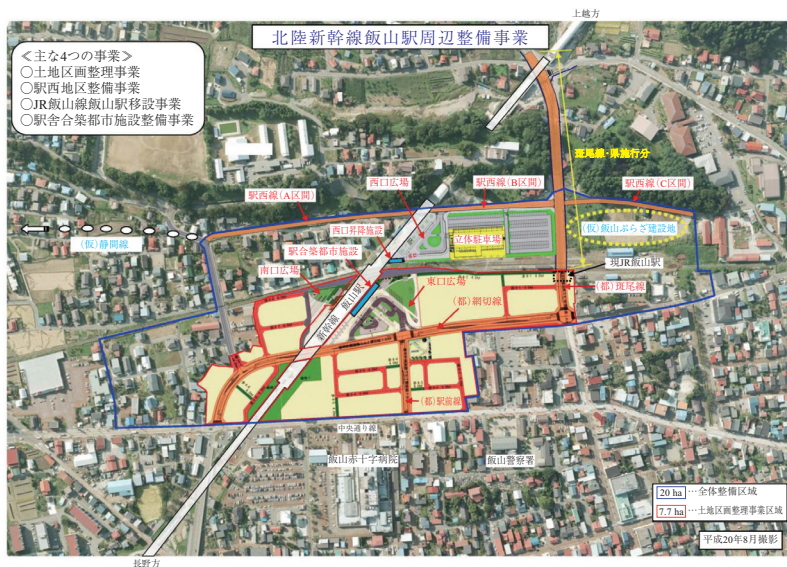 上越方
北陸新幹線飯山駅周辺整備事業
≪主な4つの事業≫
○土地区画整理事業
○駅西地区整備事業
○JR飯山線飯山駅移設事業
○駅舎合築都市施設整備事業
斑尾線・県施行分
駅西線(A区間)
西口広場
駅西線(B区間)
駅西線(C区間)
(仮)静間線
西口昇降施設
立体駐車場
(仮)飯山ぷらざ建設地
駅合築都市施設
南口広場
現JR飯山駅
東口広場
(都)斑尾線
新幹線 飯山駅
(都)綱切線
(都)駅前線
中央通り線
飯山赤十字病院
飯山警察署
20 ha …全体整備区域
7.7 ha …土地区画整理事業区域
平成20年8月撮影
長野方